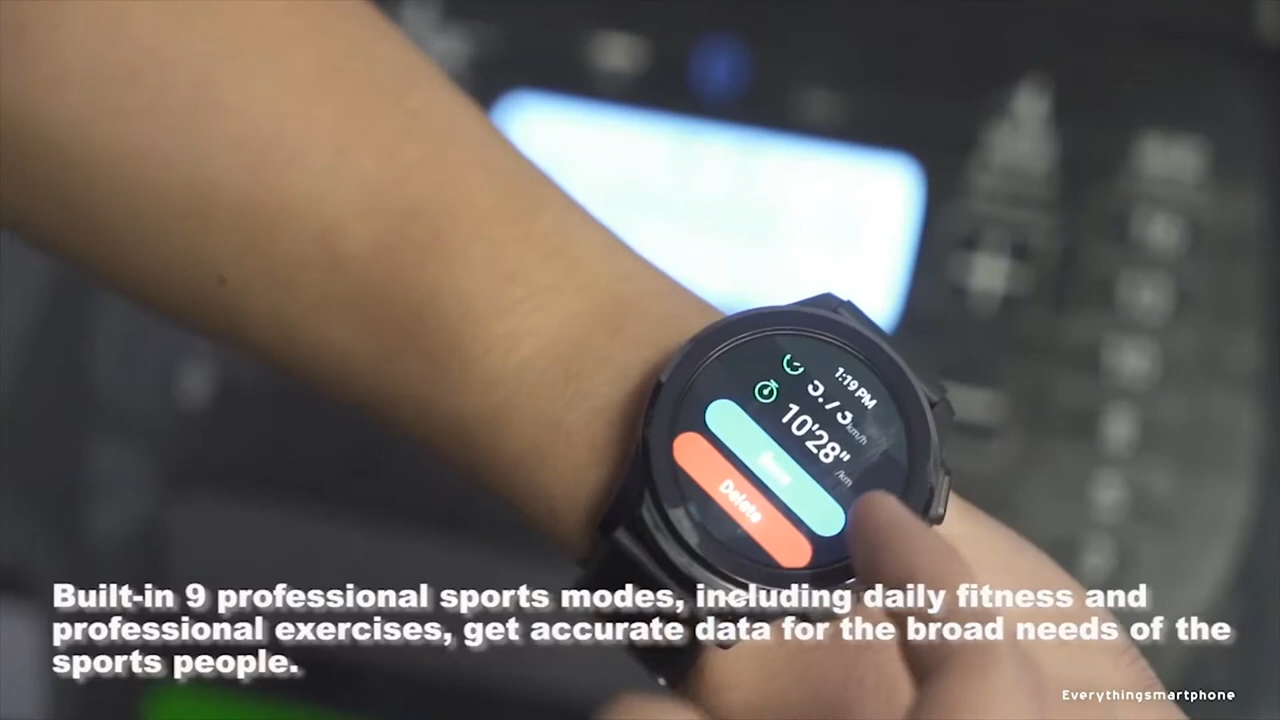 1:19 PM
km/h
10'28"
/km
Save
Delete
Built-in 9 professional sports modes, including daily fitness and
professional exercises, get accurate data for the broad needs of the
sports people.
Everythingsmartphone